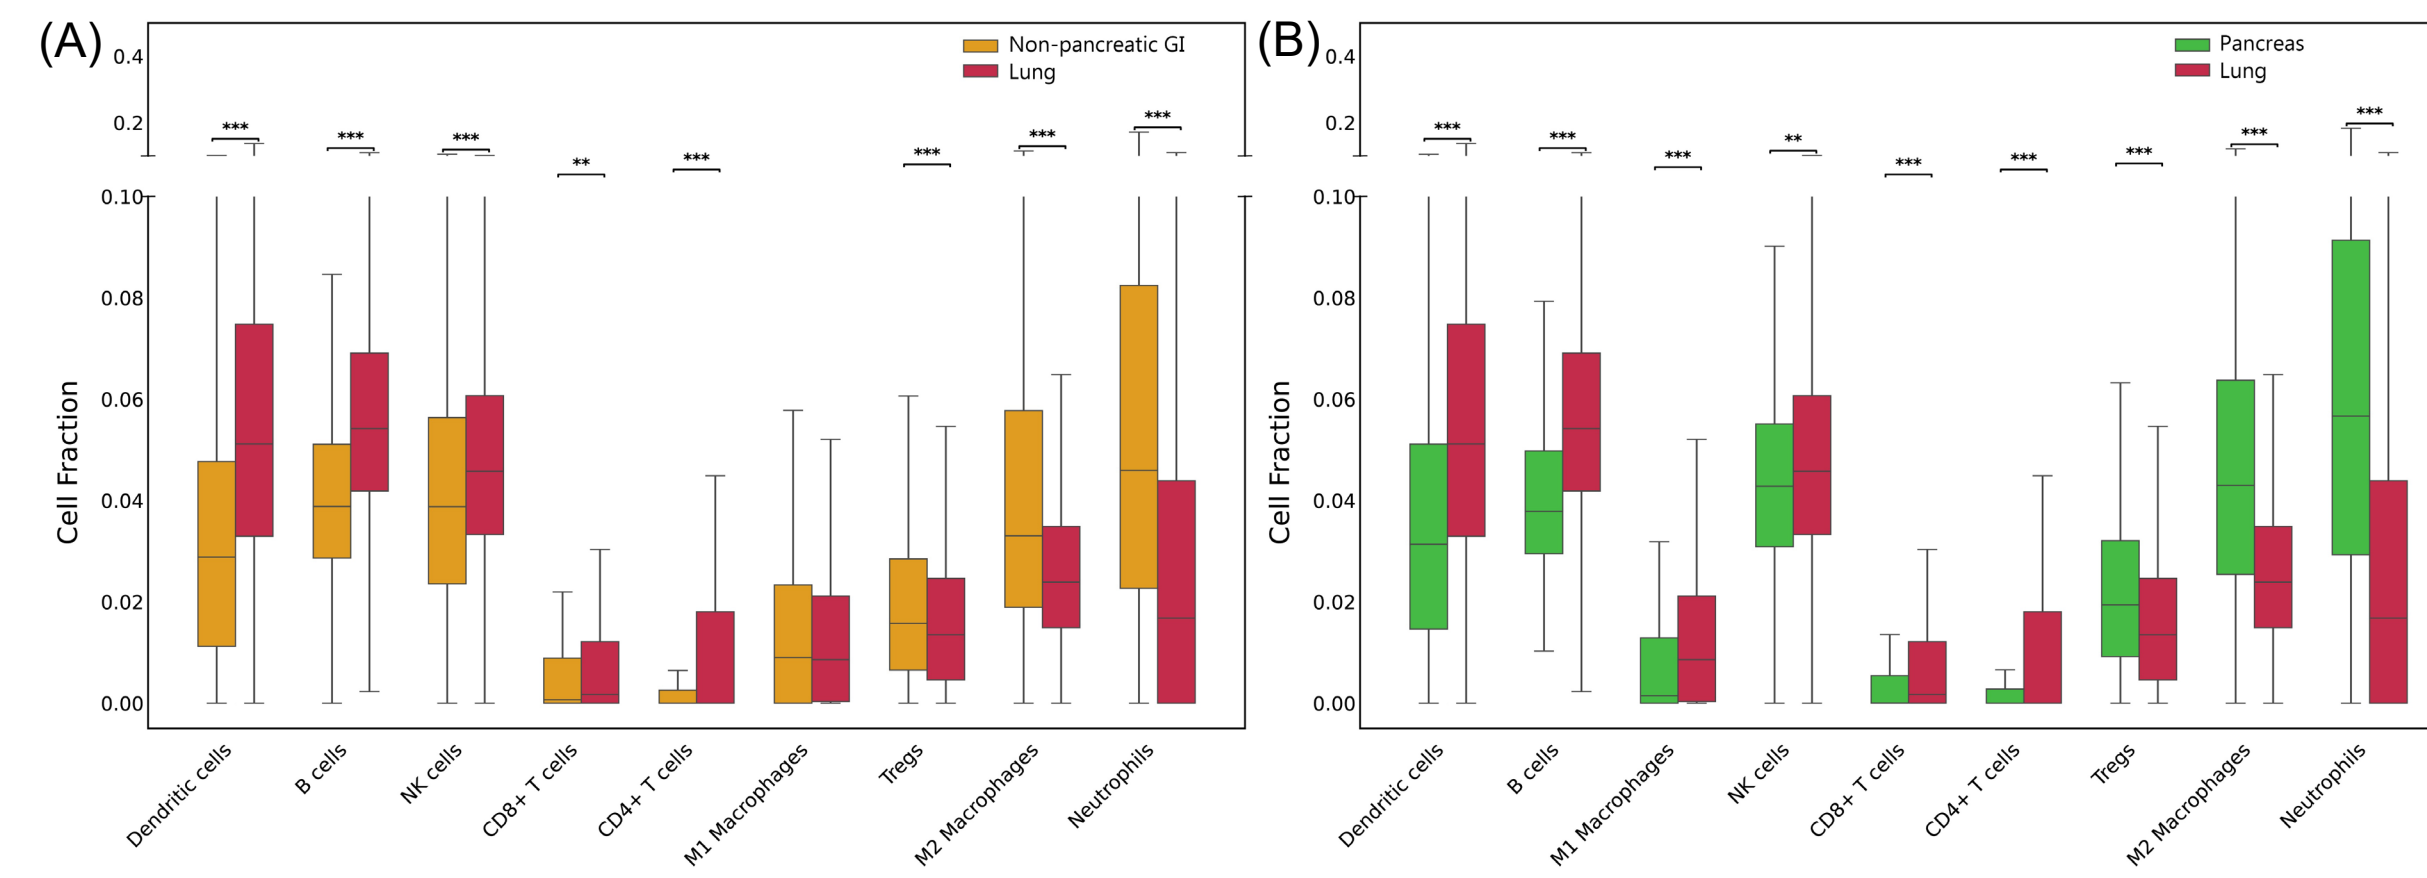 (A)
Non-pancreatic GI
Lung
0.4
0.2
0.10
0.08
0.06
0.04
0.02
0.00
Cell Fraction
*** *** *** ** *** *** *** ***
Dendritic cells
B cells
NK cells
CD8+ T cells
CD4+ T cells
M1 Macrophages
Tregs
M2 Macrophages
Neutrophils
(B)
Pancreas
Lung
0.4
0.2
0.10
0.08
0.06
0.04
0.02
0.00
Cell Fraction
*** *** *** ** *** *** *** *** ***
Dendritic cells
B cells
M1 Macrophages
NK cells
CD8+ T cells
CD4+ T cells
Tregs
M2 Macrophages
Neutrophils